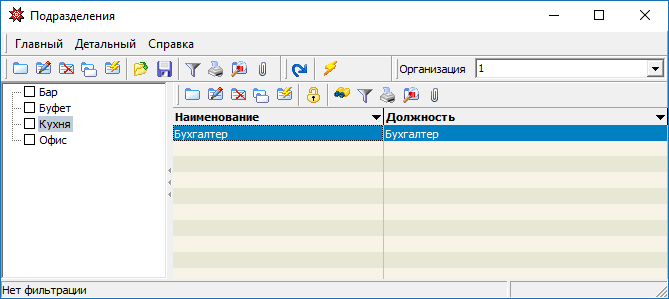 Подразделения
Главный Детальный Справка
Организация 1
Бар
Буфет
Кухня
Офис
Наименование Должность
Бухгалтер Бухгалтер
Нет фильтрации